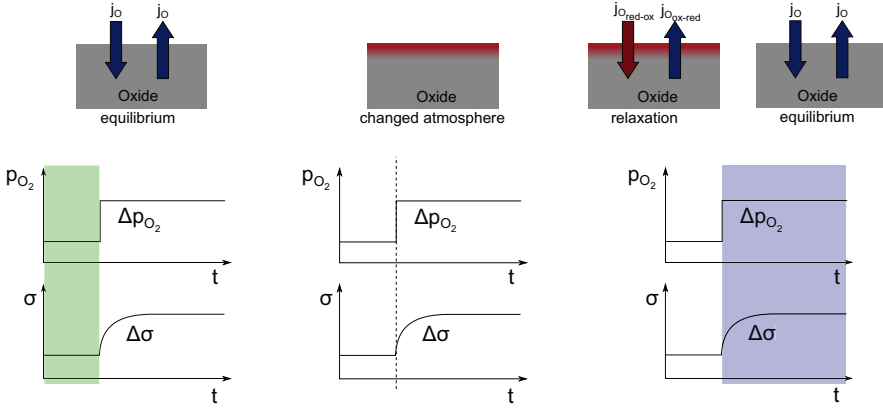 jO jO
Oxide
equilibrium
Oxide
changed atmosphere
jOred-ox jOox-red
Oxide
relaxation
jO jO
Oxide
equilibrium
pO2
ΔpO2
t
σ
Δσ
t
pO2
ΔpO2
t
σ
Δσ
t
pO2
ΔpO2
t
σ
Δσ
t